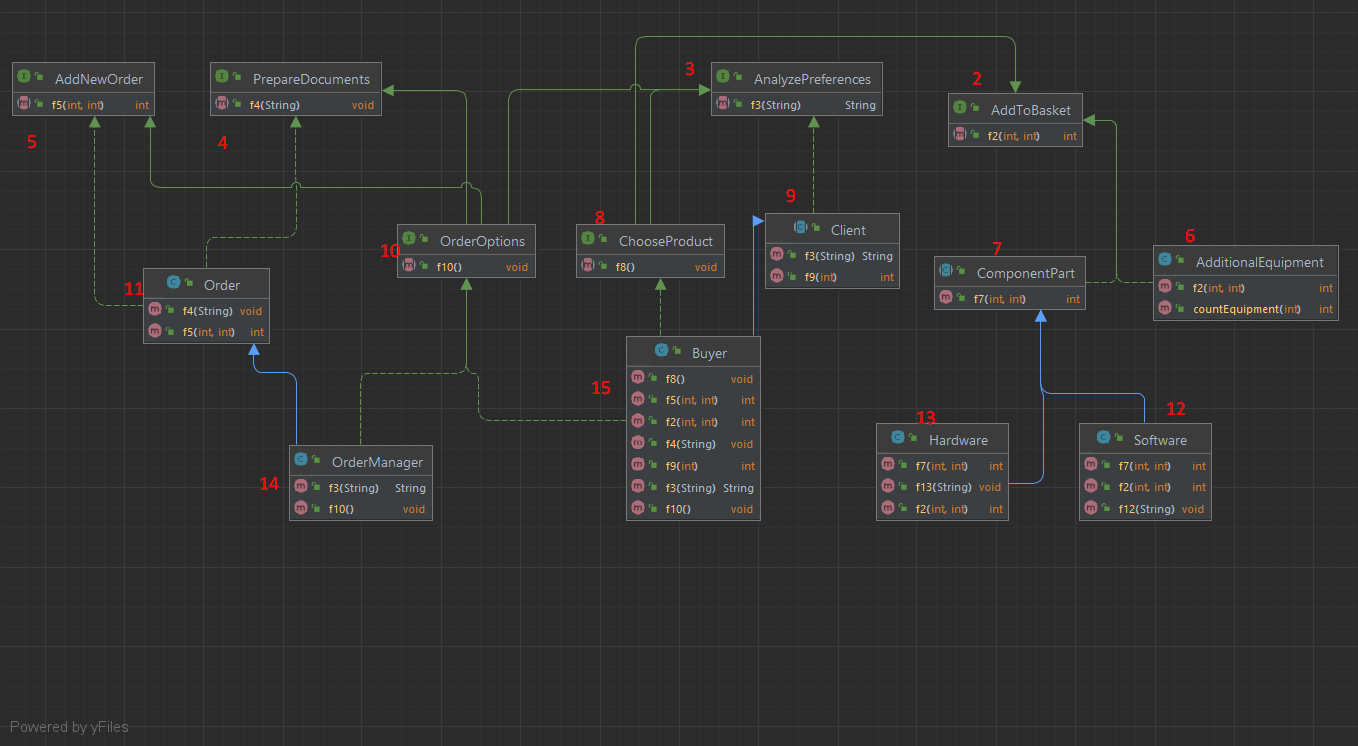 3
2
AddNewOrder
f5(int, int) int
5
PrepareDocuments
f4(String) void
4
AnalyzePreferences
f3(String) String
AddToBasket
f2(int, int) int
10
OrderOptions
f10() void
8
ChooseProduct
f8() void
9
Client
f3(String) String
f9(int) int
7
ComponentPart
f7(int, int) int
6
AdditionalEquipment
f2(int, int) int
countEquipment(int) int
11
Order
f4(String) void
f5(int, int) int
15
Buyer
f8() void
f5(int, int) int
f2(int, int) int
f4(String) void
f9(int) int
f3(String) String
f10() void
14
OrderManager
f3(String) String
f10() void
13
Hardware
f7(int, int) int
f13(String) void
f2(int, int) int
12
Software
f7(int, int) int
f2(int, int) int
f12(String) void
Powered by yFiles